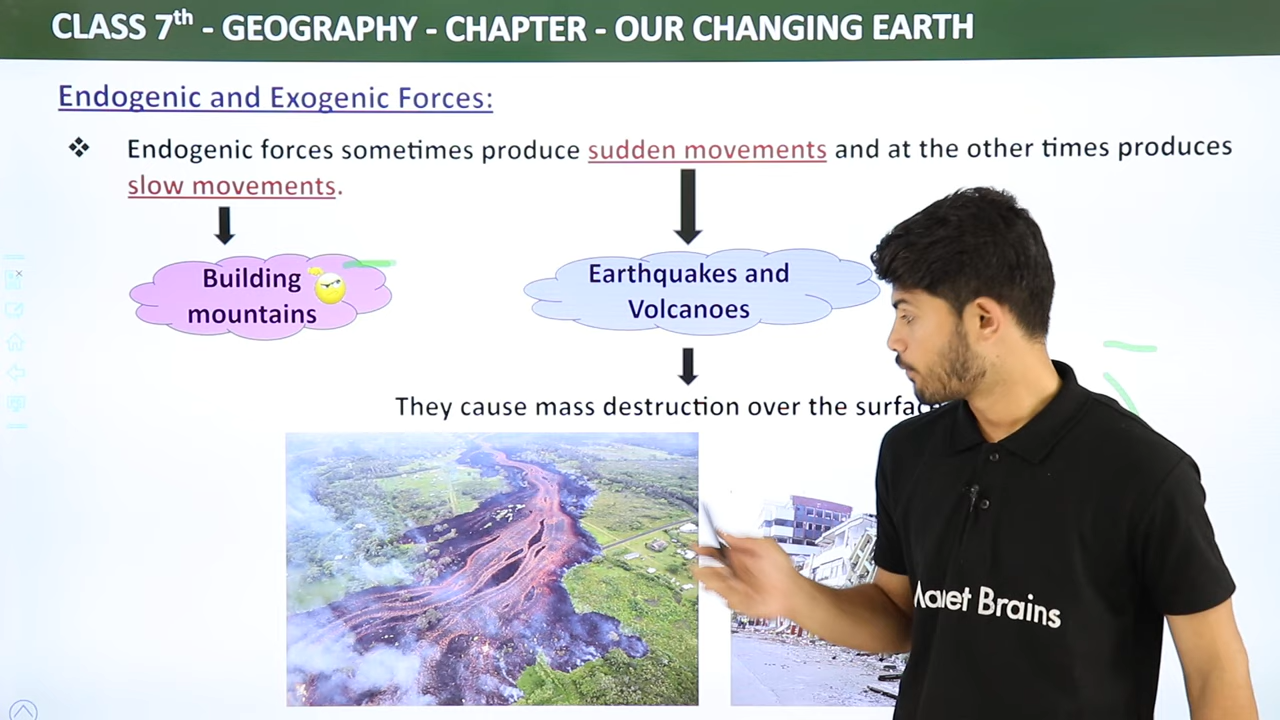 CLASS 7th - GEOGRAPHY - CHAPTER - OUR CHANGING EARTH
Endogenic and Exogenic Forces:
❖ Endogenic forces sometimes produce sudden movements and at the other times produces
slow movements.
Building
mountains
Earthquakes and
Volcanoes
They cause mass destruction over the
Brains